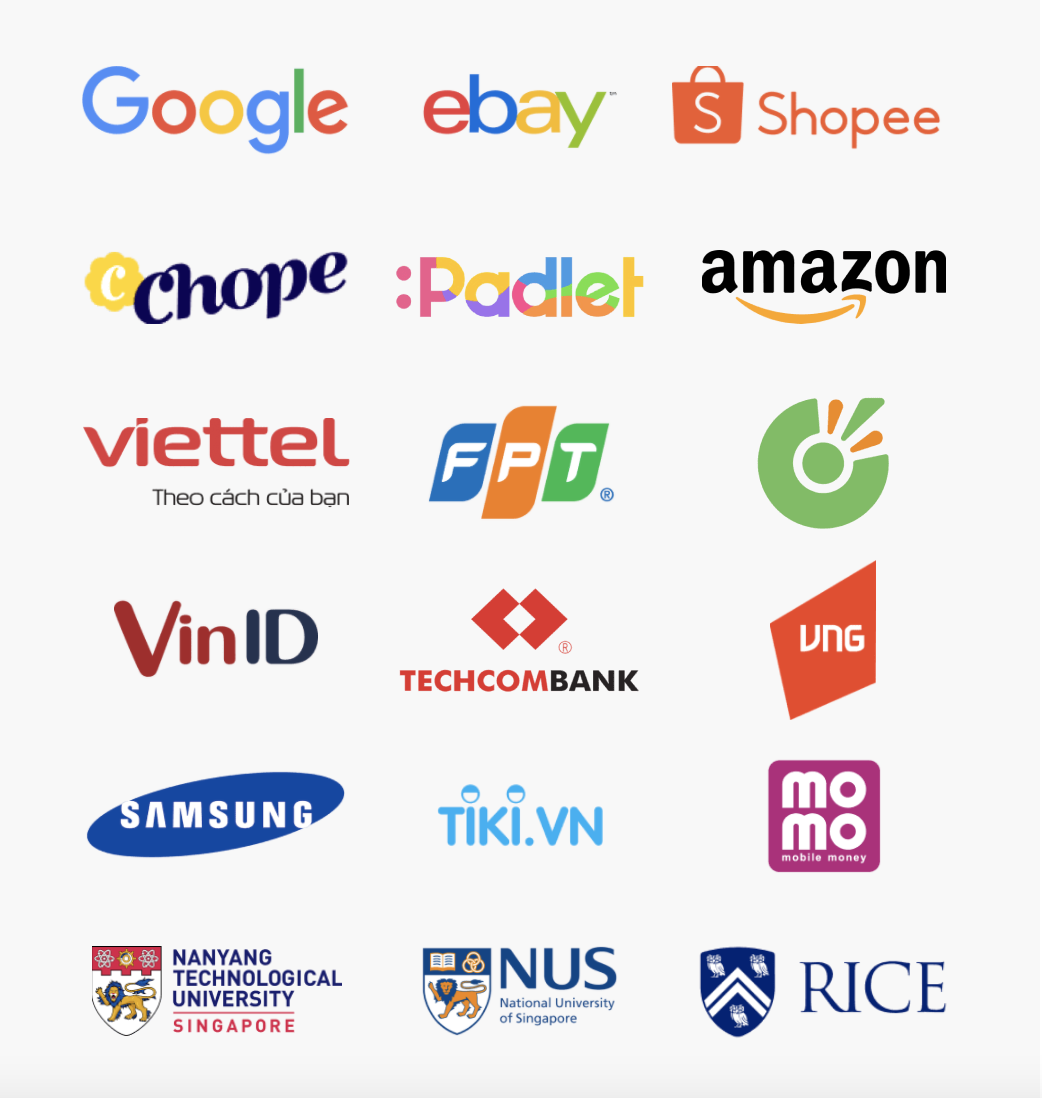 Google
ebay™
S Shopee
c Chope
:Padlet
amazon
viettel
Theo cách của bạn
FPT®
VinID
®
TECHCOMBANK
VNG
SAMSUNG
TIKI.VN
mo
mo
mobile money
NANYANG
TECHNOLOGICAL
UNIVERSITY
SINGAPORE
NUS
National University
of Singapore
RICE